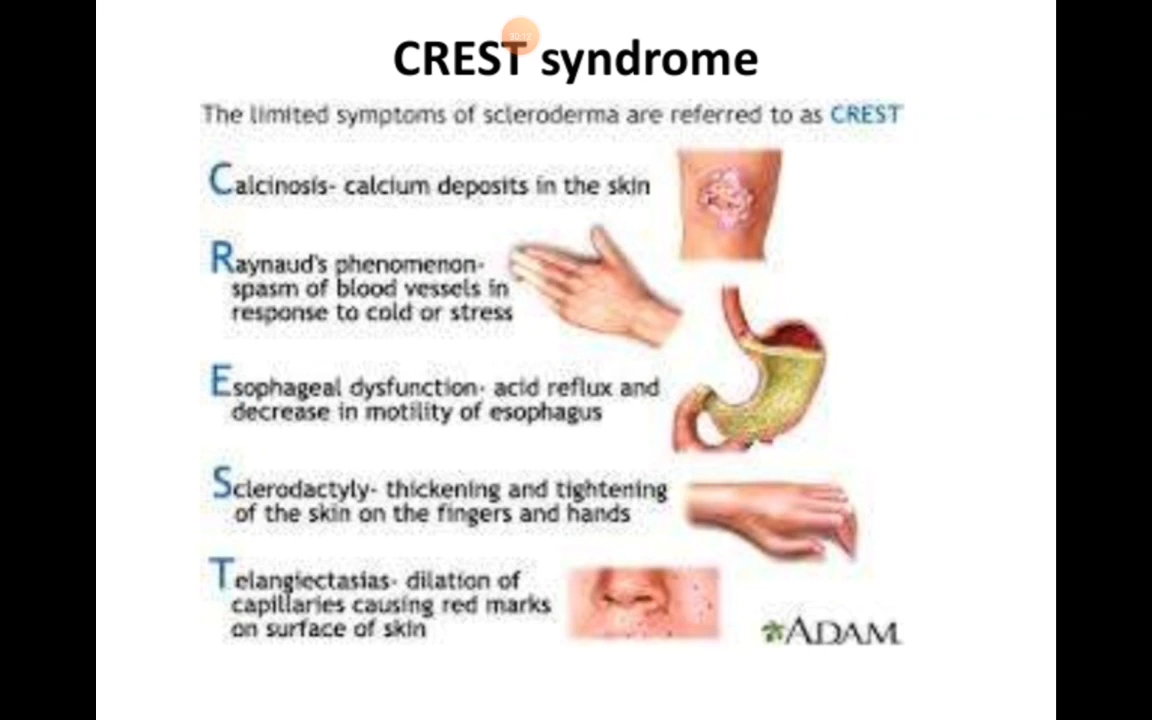 CREST syndrome
30:12
The limited symptoms of scleroderma are referred to as CREST
Calcinosis- calcium deposits in the skin
Raynaud's phenomenon-
spasm of blood vessels in
response to cold or stress
Esophageal dysfunction- acid reflux and
decrease in motility of esophagus
Sclerodactyly- thickening and tightening
of the skin on the fingers and hands
Telangiectasias- dilation of
capillaries causing red marks
on surface of skin
ADAM